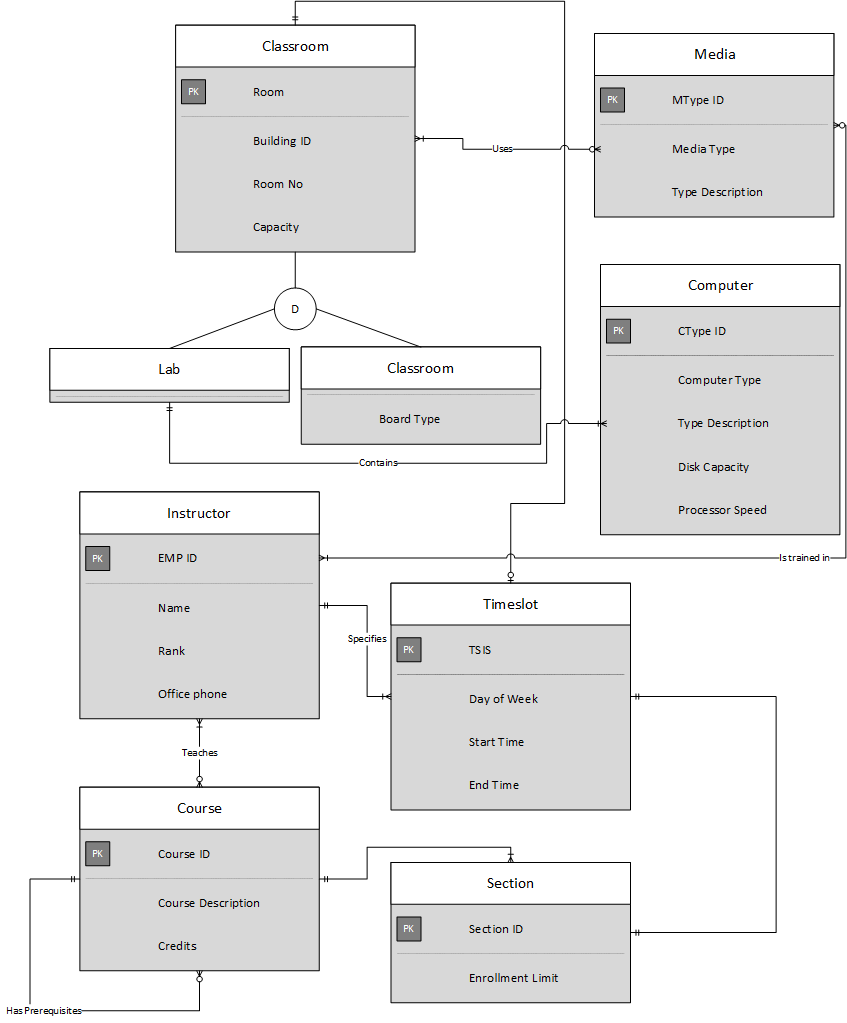 Classroom
PK Room
Building ID
Room No
Capacity
Media
PK MType ID
Media Type
Type Description
Uses
D
Lab
Classroom
Board Type
Computer
PK CType ID
Computer Type
Type Description
Disk Capacity
Processor Speed
Contains
Instructor
PK EMP ID
Name
Rank
Office phone
Is trained in
Specifies
Timeslot
PK TSIS
Day of Week
Start Time
End Time
Teaches
Course
PK Course ID
Course Description
Credits
Section
PK Section ID
Enrollment Limit
Has Prerequisites